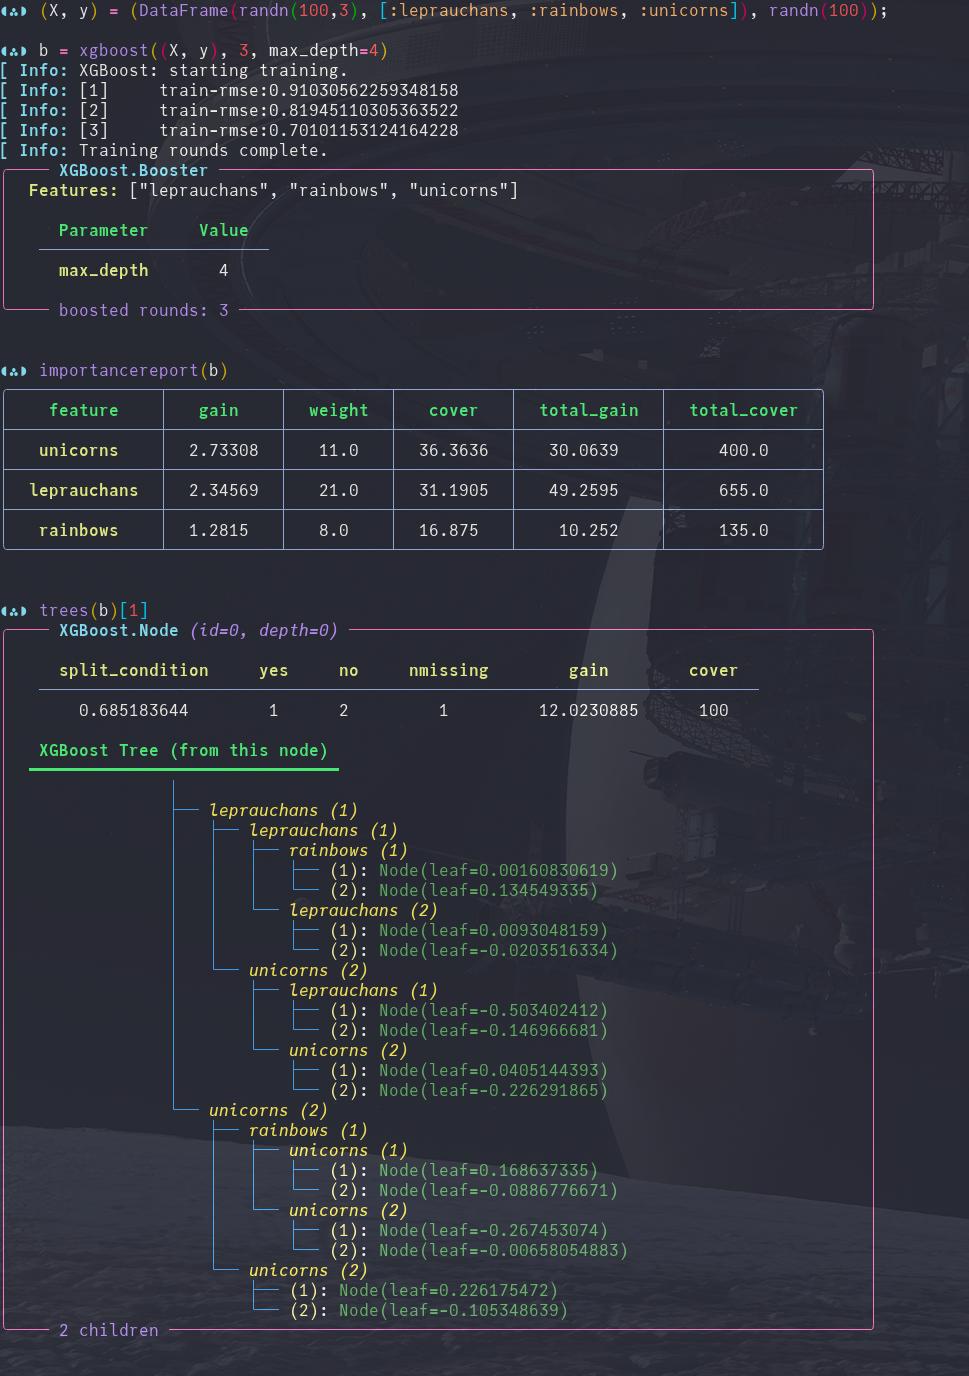 (X, y) = (DataFrame(randn(100,3), [:leprauchans, :rainbows, :unicorns]), randn(100));
b = xgboost((X, y), 3, max_depth=4)
[ Info: XGBoost: starting training.
[ Info: [1]     train-rmse:0.91030562259348158
[ Info: [2]     train-rmse:0.81945110305363522
[ Info: [3]     train-rmse:0.70101153124164228
[ Info: Training rounds complete.
XGBoost.Booster
Features: ["leprauchans", "rainbows", "unicorns"]
Parameter     Value
max_depth     4
boosted rounds: 3
importancereport(b)
feature     gain     weight     cover     total_gain     total_cover
unicorns     2.73308     11.0     36.3636     30.0639     400.0
leprauchans     2.34569     21.0     31.1905     49.2595     655.0
rainbows     1.2815     8.0     16.875     10.252     135.0
trees(b)[1]
XGBoost.Node (id=0, depth=0)
split_condition     yes     no     nmissing     gain     cover
0.685183644     1     2     1     12.0230885     100
XGBoost Tree (from this node)
leprauchans (1)
leprauchans (1)
rainbows (1)
(1): Node(leaf=0.00160830619)
(2): Node(leaf=0.134549335)
leprauchans (2)
(1): Node(leaf=0.0093048159)
(2): Node(leaf=-0.0203516334)
unicorns (2)
leprauchans (1)
(1): Node(leaf=-0.503402412)
(2): Node(leaf=-0.146966681)
unicorns (2)
(1): Node(leaf=0.0405144393)
(2): Node(leaf=-0.226291865)
unicorns (2)
rainbows (1)
unicorns (1)
(1): Node(leaf=0.168637335)
(2): Node(leaf=-0.0886776671)
unicorns (2)
(1): Node(leaf=-0.267453074)
(2): Node(leaf=-0.00658054883)
unicorns (2)
(1): Node(leaf=0.226175472)
(2): Node(leaf=-0.105348639)
2 children